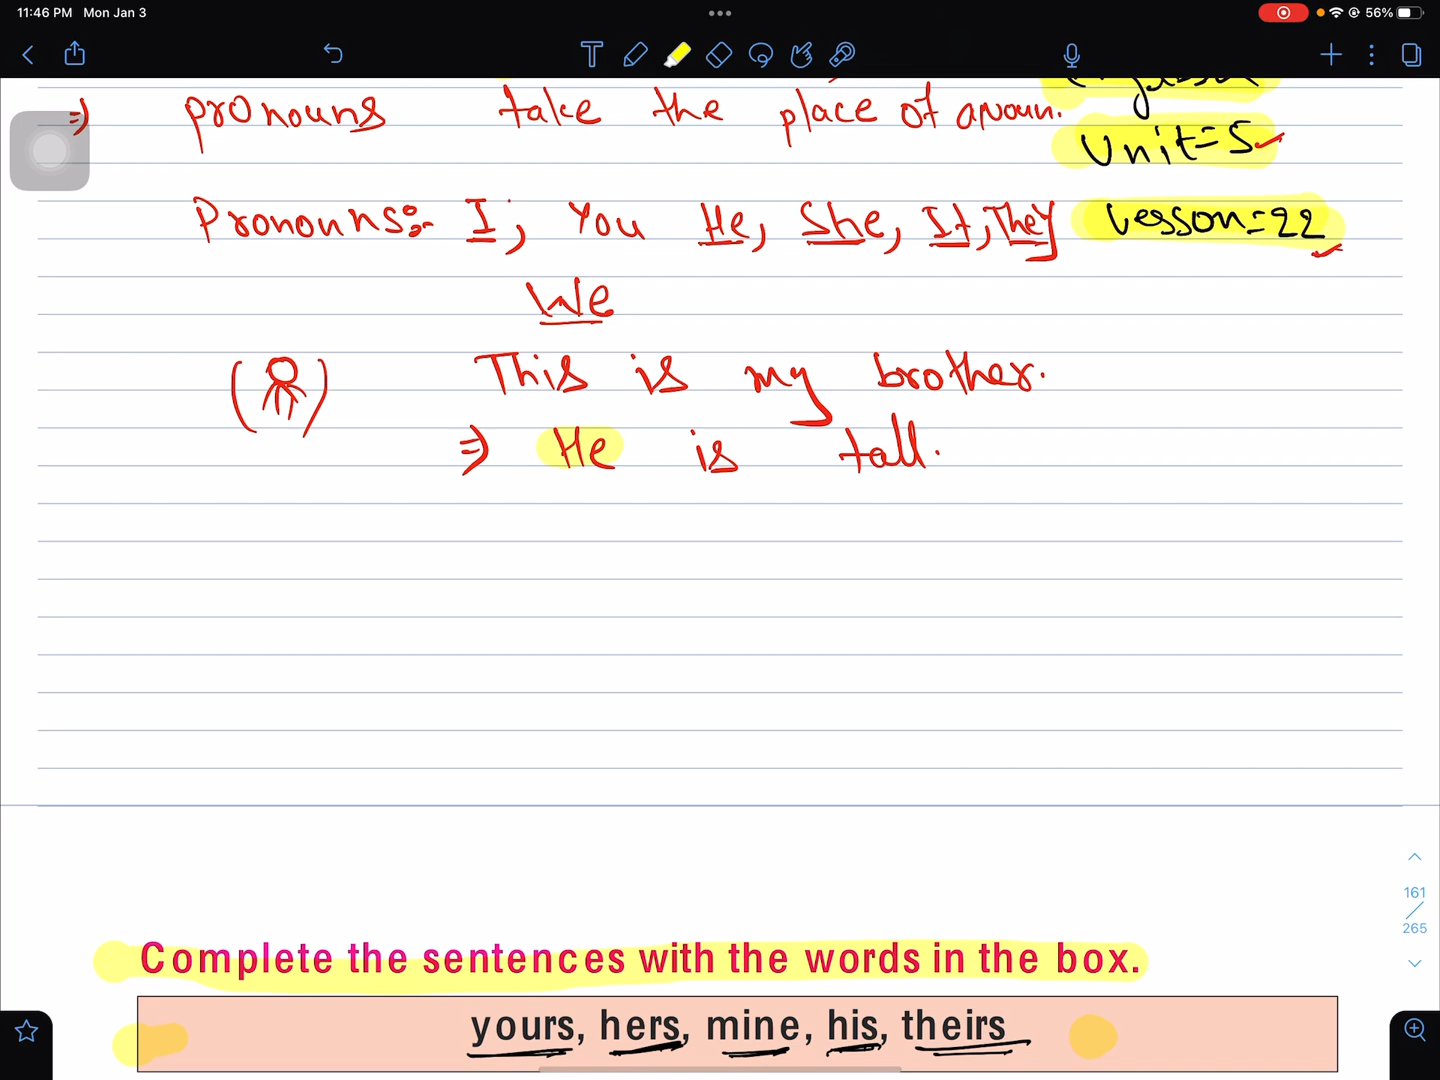 11:46 PM Mon Jan 3
56%
=) pronouns take the place of a noun.
Unit=5
Pronouns:- I, You He, She, It, They
Lesson=22
We
This is my brother.
=) He is tall.
161
265
Complete the sentences with the words in the box.
yours, hers, mine, his, theirs